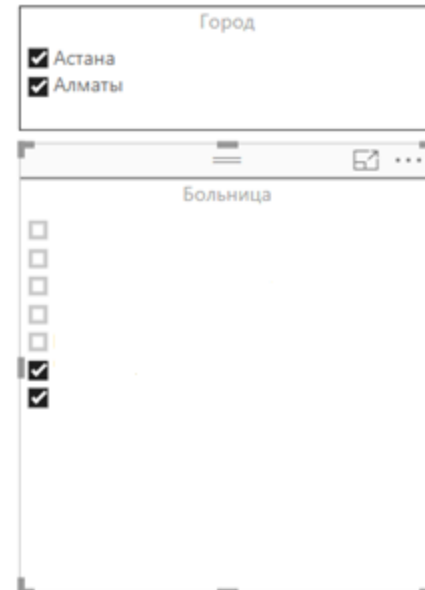 Город
Астана
Алматы
Больница